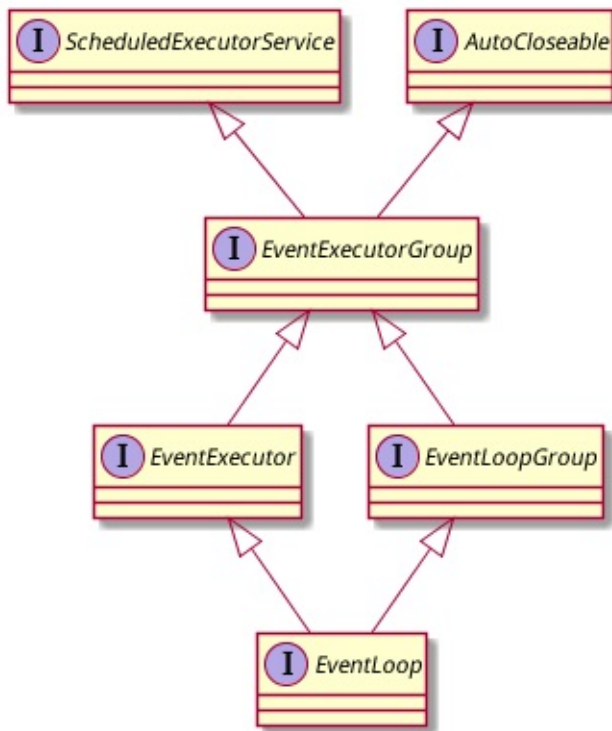 I ScheduledExecutorService
I AutoCloseable
I EventExecutorGroup
I EventExecutor
I EventLoopGroup
I EventLoop